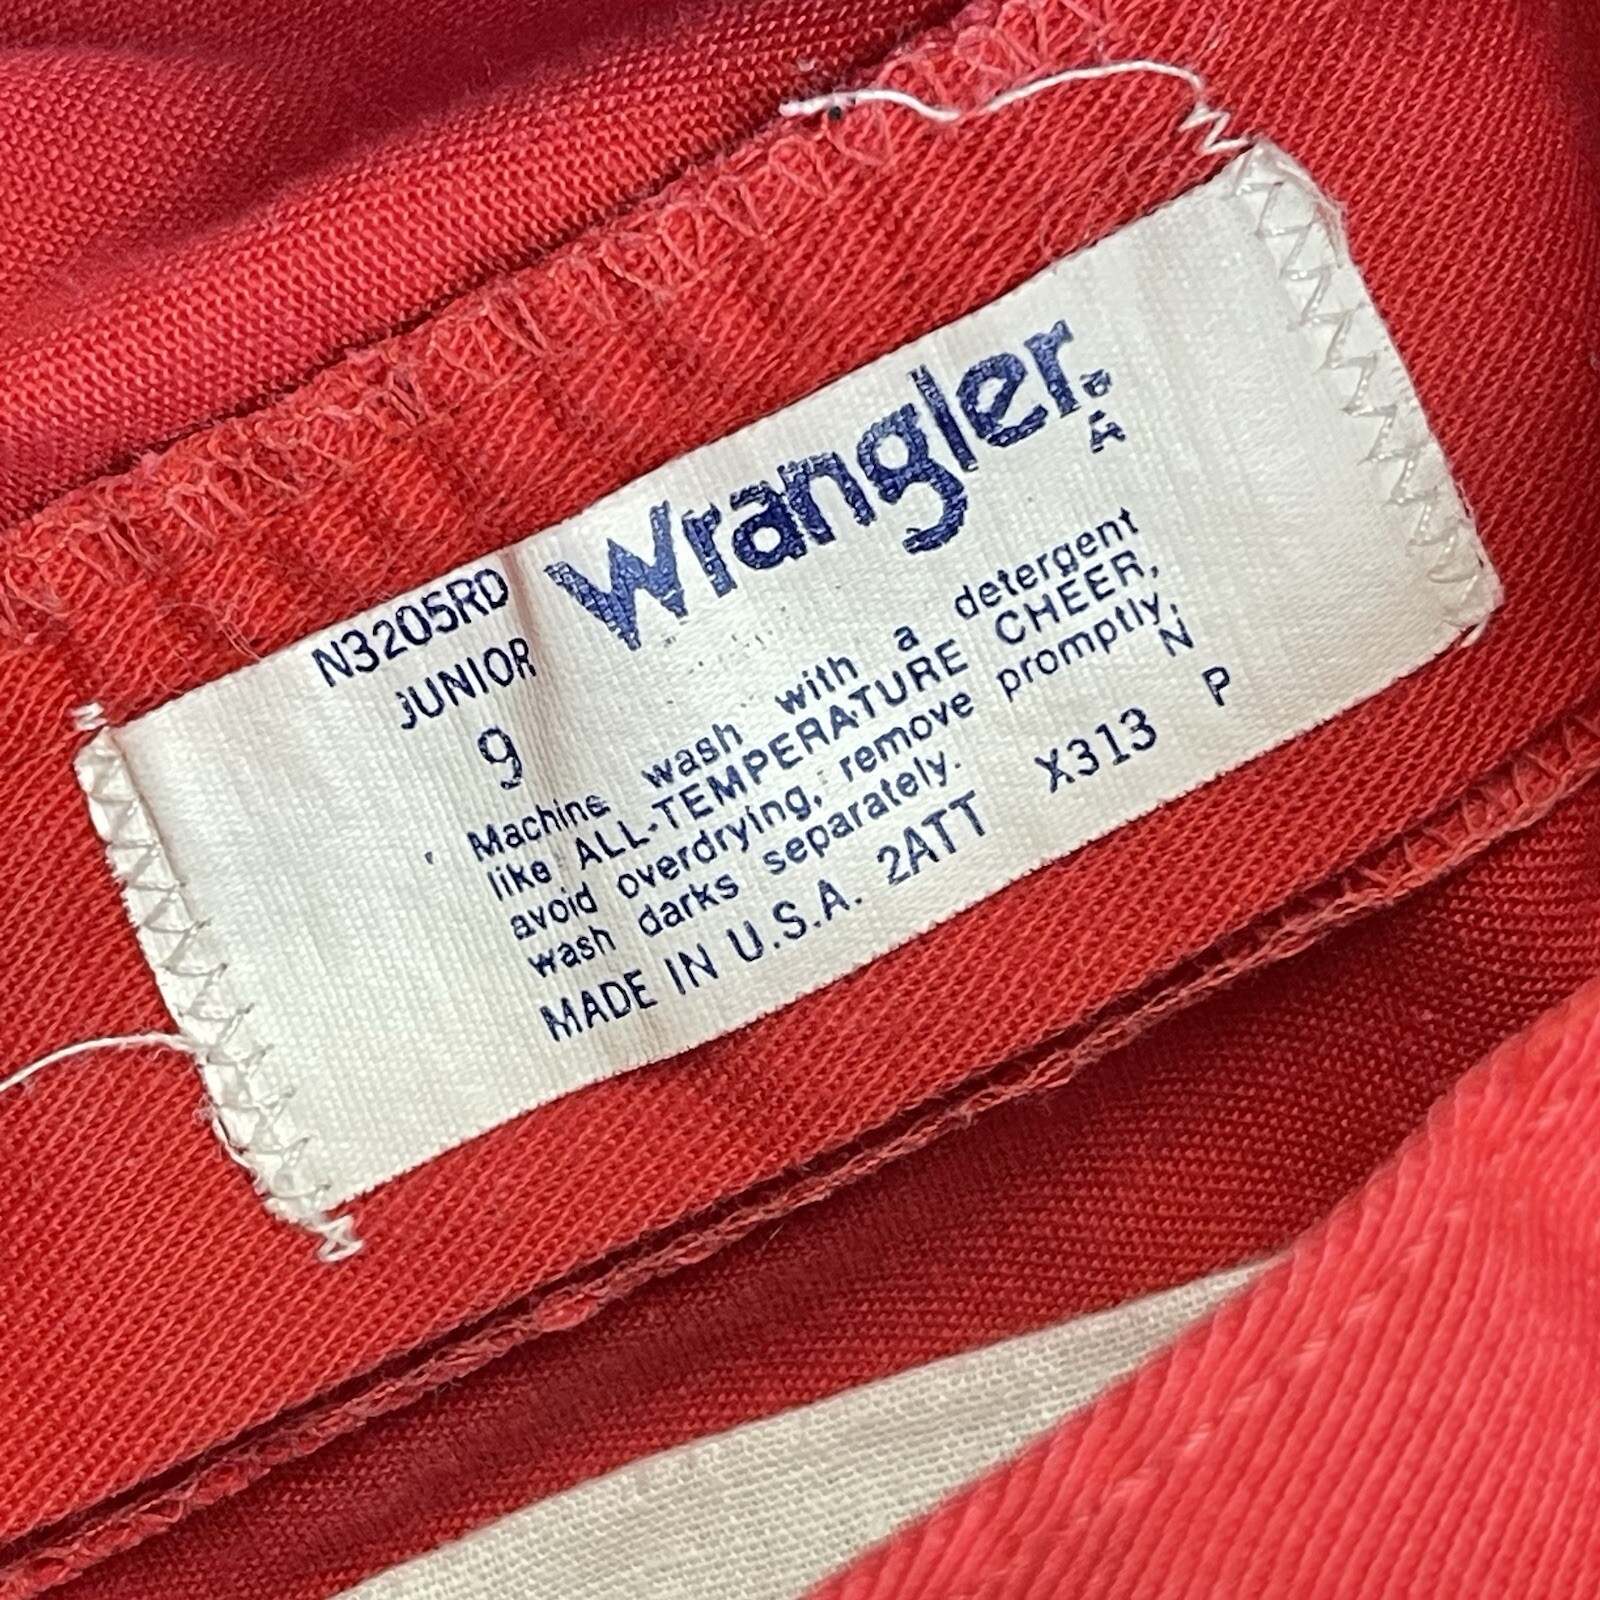 Wrangler®
A
N3205RD
JUNIOR
9
Machine wash with a detergent
like ALL-TEMPERATURE CHEER,
avoid overdrying, remove promptly,
wash darks separately. N
MADE IN U.S.A. 2ATT X313 P